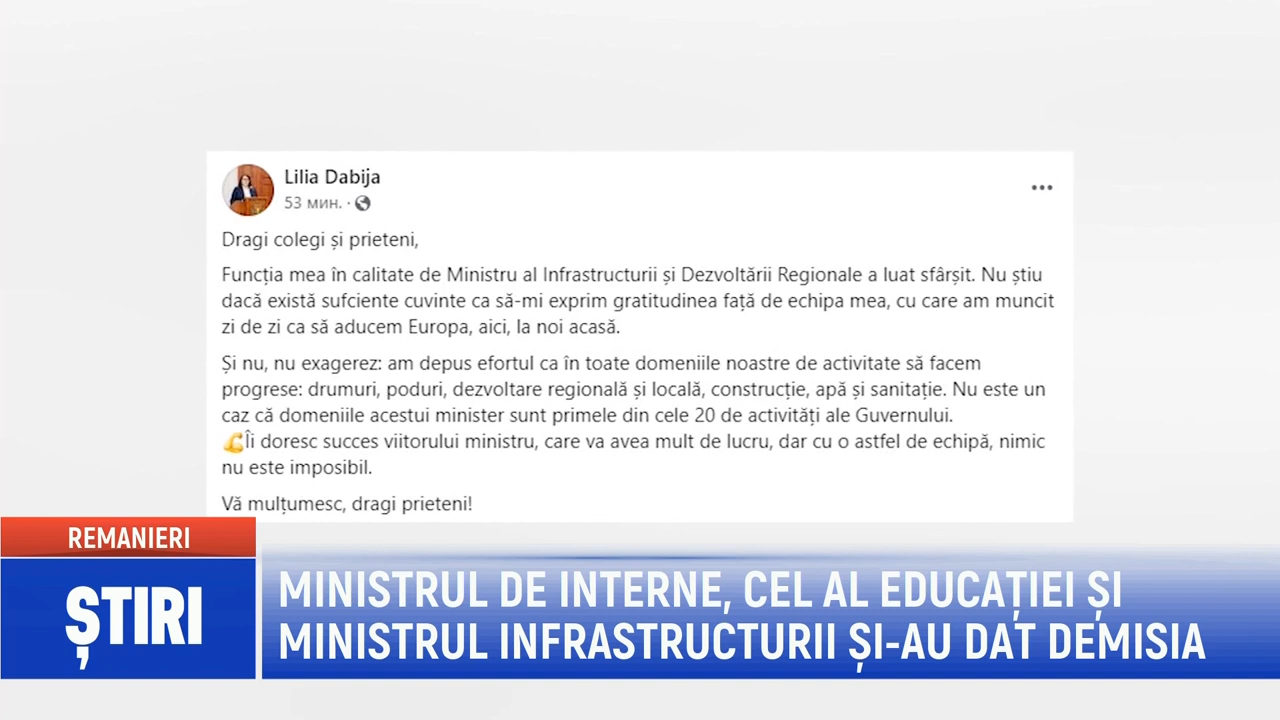 Lilia Dabija
53 мин. ·
Dragi colegi și prieteni,
Funcția mea în calitate de Ministru al Infrastructurii și Dezvoltării Regionale a luat sfârșit. Nu știu
dacă există sufciente cuvinte ca să-mi exprim gratitudinea față de echipa mea, cu care am muncit
zi de zi ca să aducem Europa, aici, la noi acasă.
Și nu, nu exagerez: am depus efortul ca în toate domeniile noastre de activitate să facem
progrese: drumuri, poduri, dezvoltare regională și locală, construcție, apă și sanitație. Nu este un
caz că domeniile acestui minister sunt primele din cele 20 de activități ale Guvernului.
Îi doresc succes viitorului ministru, care va avea mult de lucru, dar cu o astfel de echipă, nimic
nu este imposibil.
Vă mulțumesc, dragi prieteni!
REMANIERI
ȘTIRI
MINISTRUL DE INTERNE, CEL AL EDUCAȚIEI ȘI
MINISTRUL INFRASTRUCTURII ȘI-AU DAT DEMISIA